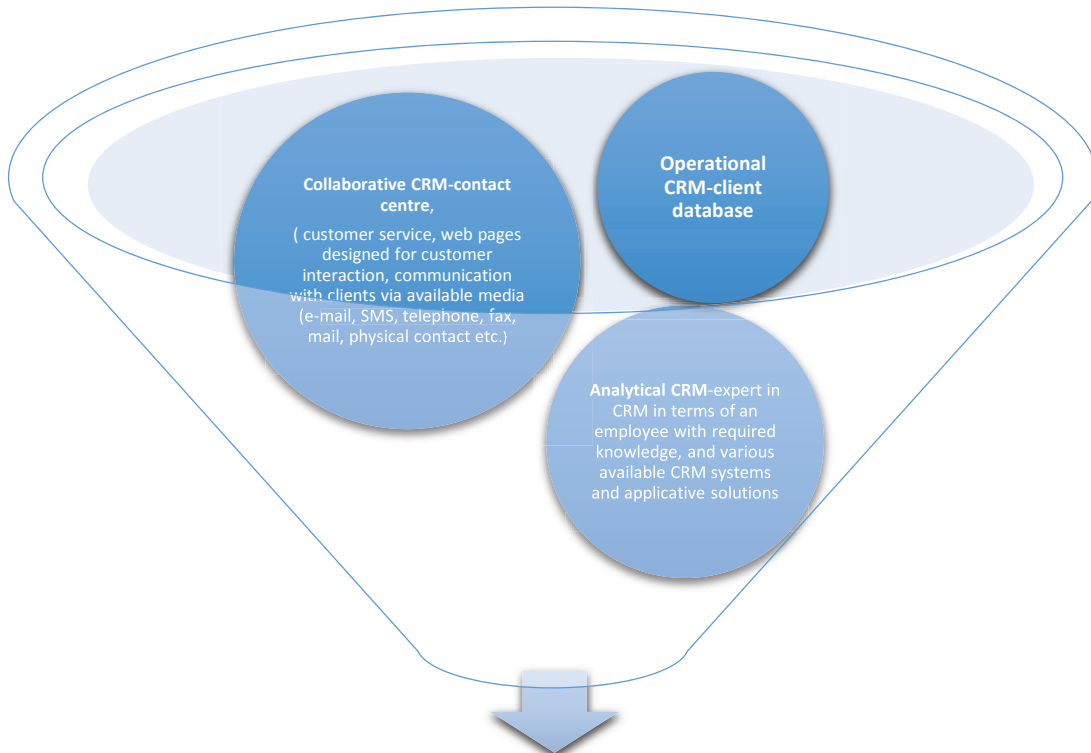 Collaborative CRM-contact
centre,
( customer service, web pages
designed for customer
interaction, communication
with clients via available media
(e-mail, SMS, telephone, fax,
mail, physical contact etc.)
Operational
CRM-client
database
Analytical CRM-expert in
CRM in terms of an
employee with required
knowledge, and various
available CRM systems
and applicative solutions